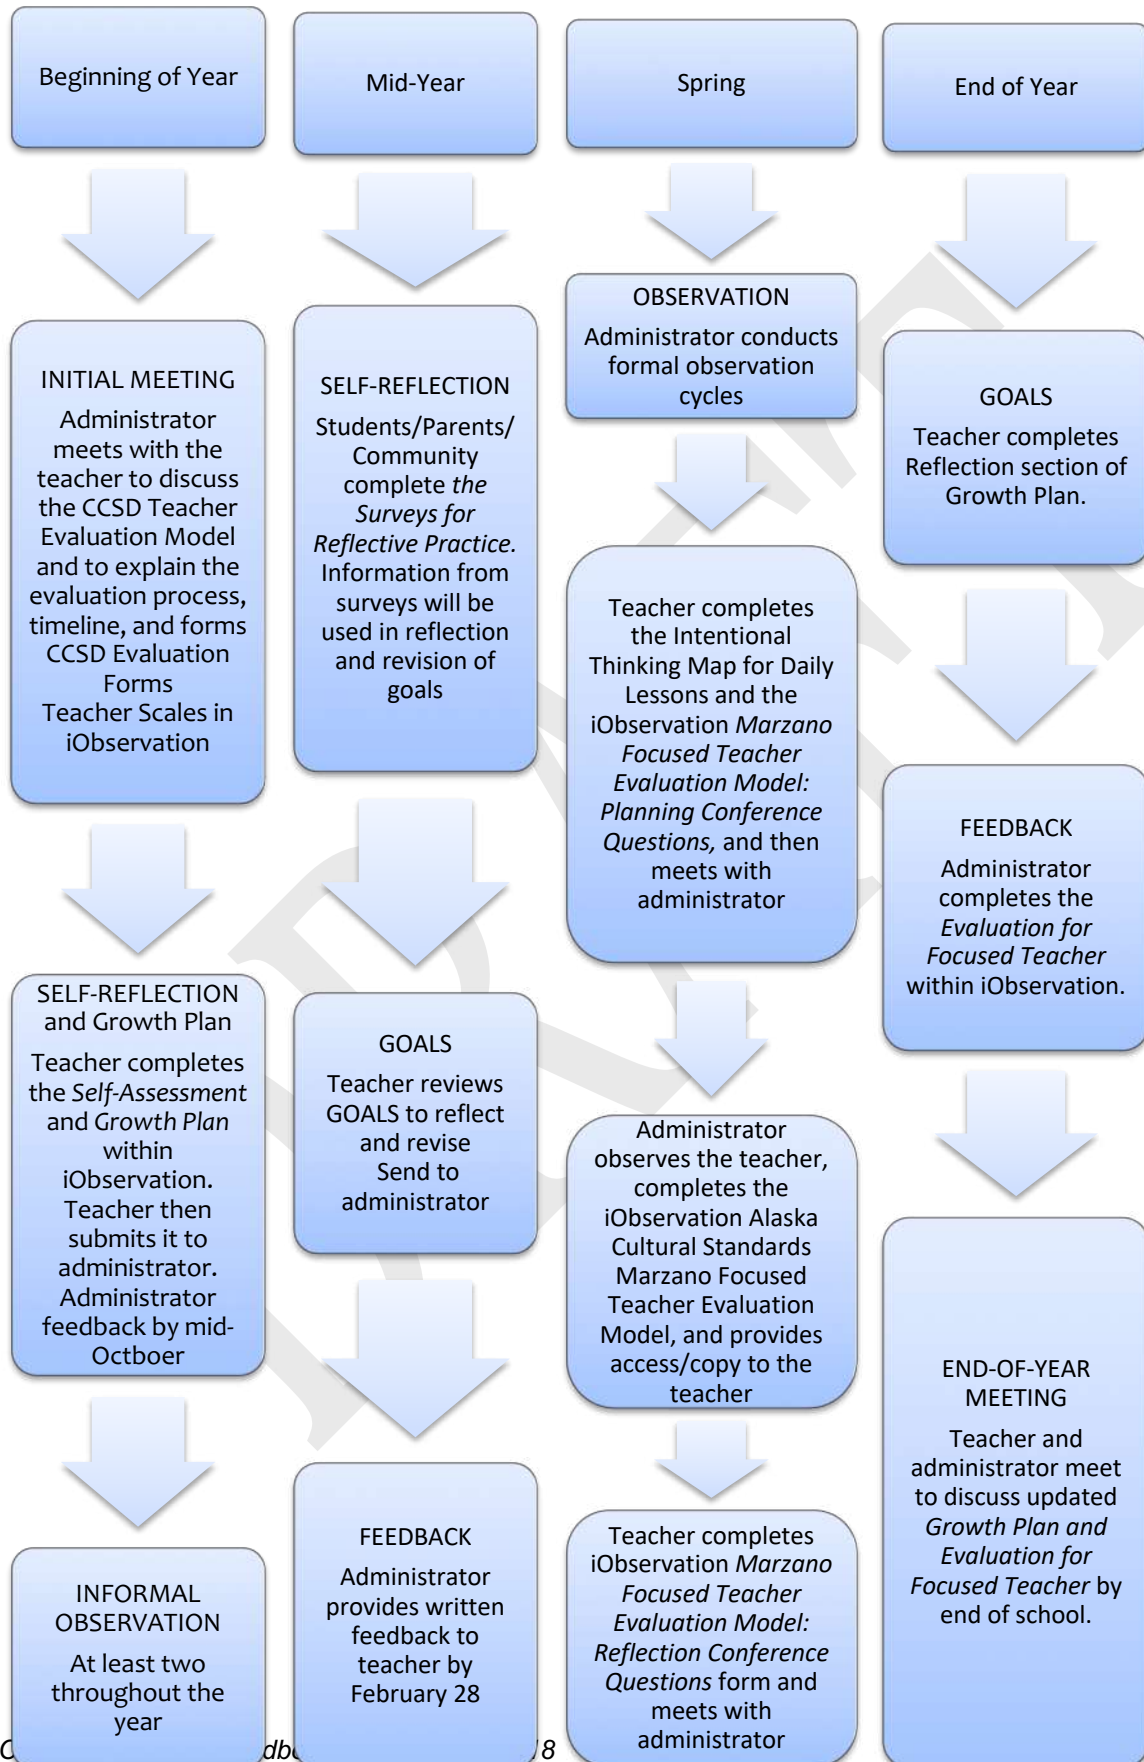 Beginning of Year
INITIAL MEETING
Administrator
meets with the
teacher to discuss
the CCSD Teacher
Evaluation Model
and to explain the
evaluation process,
timeline, and forms
CCSD Evaluation
Forms
Teacher Scales in
iObservation
SELF-REFLECTION
and Growth Plan
Teacher completes
the Self-Assessment
and Growth Plan
within
iObservation.
Teacher then
submits it to
administrator.
Administrator
feedback by mid-
Octboer
INFORMAL
OBSERVATION
At least two
throughout the
year
Mid-Year
SELF-REFLECTION
Students/Parents/
Community
complete the
Surveys for
Reflective Practice.
Information from
surveys will be
used in reflection
and revision of
goals
GOALS
Teacher reviews
GOALS to reflect
and revise
Send to
administrator
FEEDBACK
Administrator
provides written
feedback to
teacher by
February 28
Spring
OBSERVATION
Administrator conducts
formal observation
cycles
Teacher completes
the Intentional
Thinking Map for Daily
Lessons and the
iObservation Marzano
Focused Teacher
Evaluation Model:
Planning Conference
Questions, and then
meets with
administrator
Administrator
observes the teacher,
completes the
iObservation Alaska
Cultural Standards
Marzano Focused
Teacher Evaluation
Model, and provides
access/copy to the
teacher
Teacher completes
iObservation Marzano
Focused Teacher
Evaluation Model:
Reflection Conference
Questions form and
meets with
administrator
End of Year
GOALS
Teacher completes
Reflection section of
Growth Plan.
FEEDBACK
Administrator
completes the
Evaluation for
Focused Teacher
within iObservation.
END-OF-YEAR
MEETING
Teacher and
administrator meet
to discuss updated
Growth Plan and
Evaluation for
Focused Teacher by
end of school.